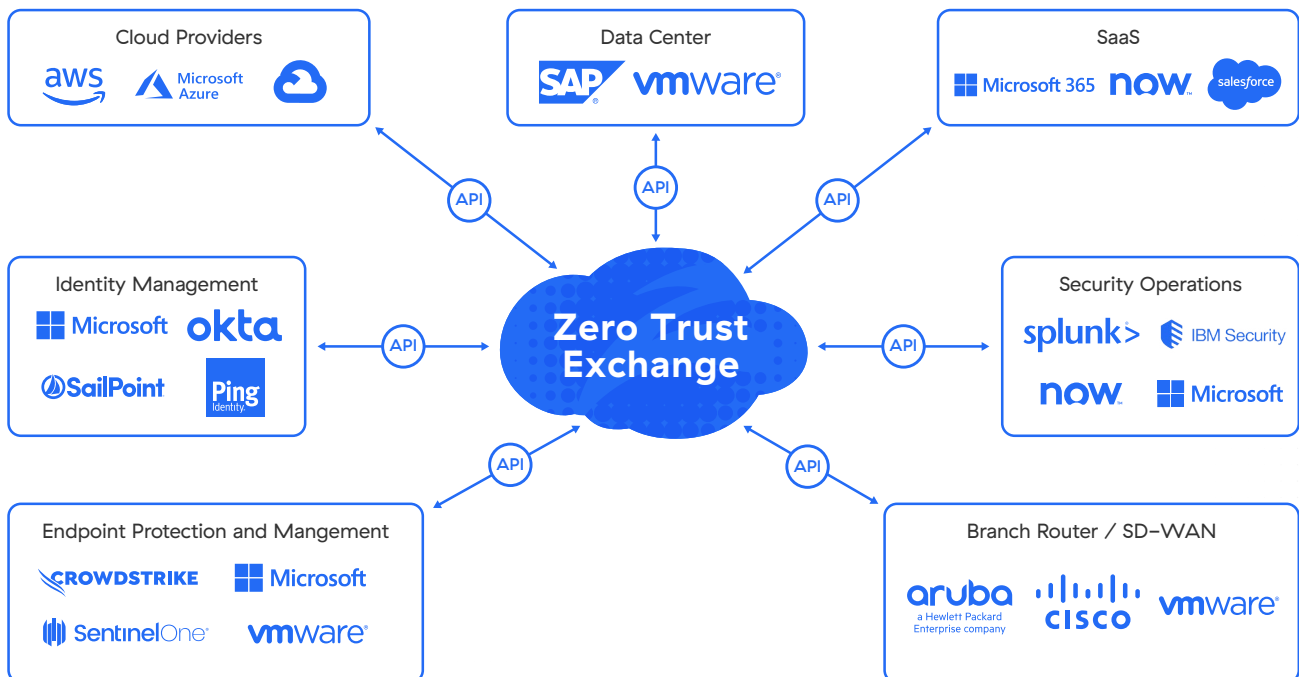 Cloud Providers
aws
Microsoft
Azure
Data Center
SAP®
vmware®
SaaS
Microsoft 365
now™
salesforce
API
API
API
Identity Management
Microsoft
okta
SailPoint
Ping
Identity.
API
Zero Trust
Exchange
API
Security Operations
splunk>
IBM Security
now™
Microsoft
API
API
Endpoint Protection and Mangement
CROWDSTRIKE
Microsoft
SentinelOne®
vmware®
Branch Router / SD-WAN
aruba
a Hewlett Packard
Enterprise company
CISCO
vmware®